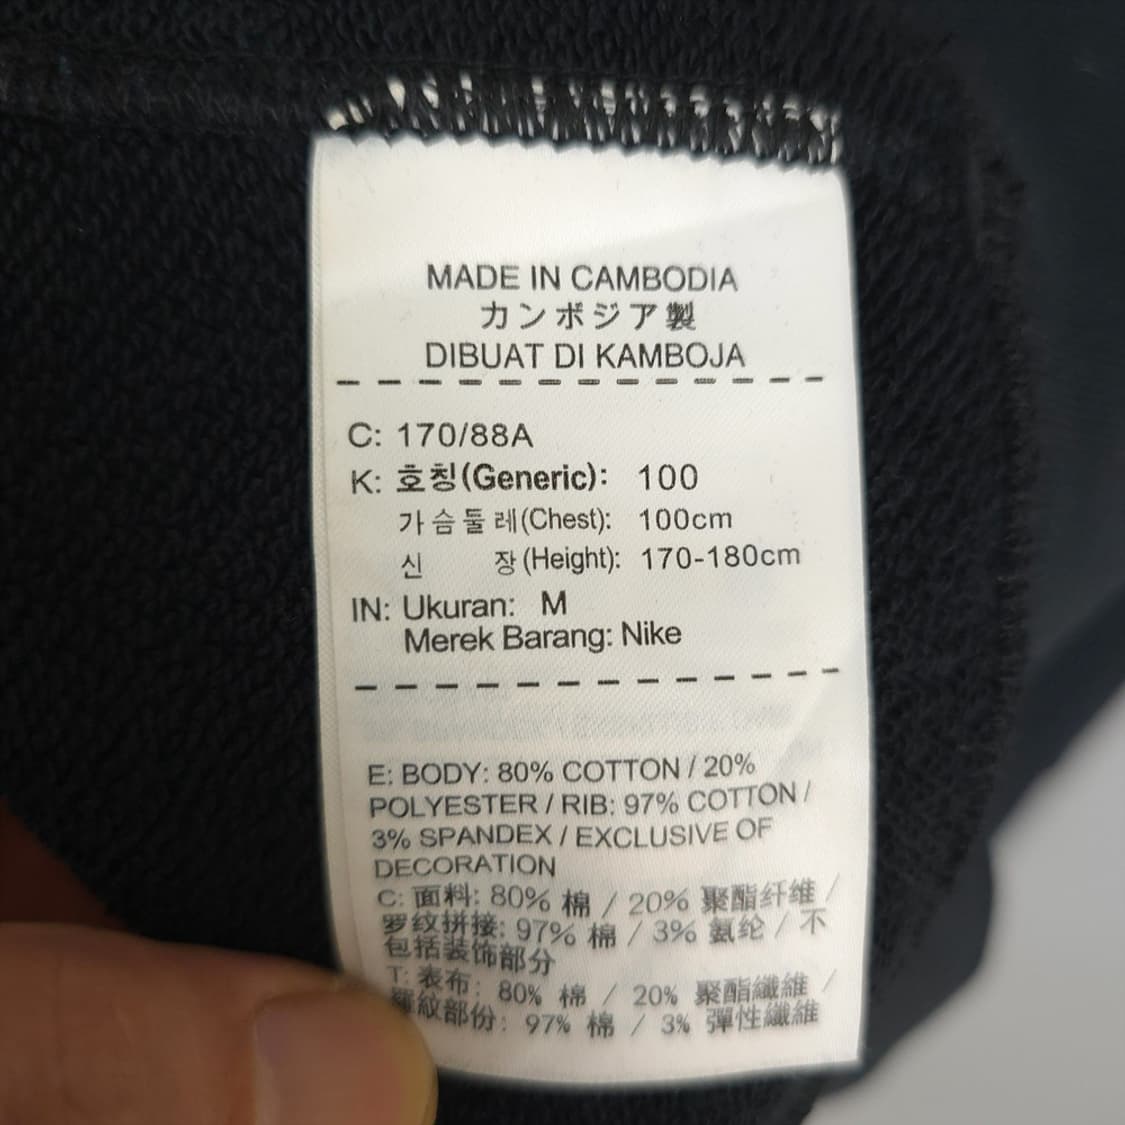 MADE IN CAMBODIA
カンボジア製
DIBUAT DI KAMBOJA
C: 170/88A
K: 호칭(Generic): 100
가슴둘레(Chest): 100cm
신 장(Height): 170-180cm
IN: Ukuran: M
Merek Barang: Nike
E: BODY: 80% COTTON / 20%
POLYESTER / RIB: 97% COTTON /
3% SPANDEX / EXCLUSIVE OF
DECORATION
C: 面料: 80% 棉 / 20% 聚酯纤维 /
罗纹拼接: 97% 棉 / 3% 氨纶 / 不
包括装饰部分
T: 表布: 80% 棉 / 20% 聚酯纖維 /
羅紋部份: 97% 棉 / 3% 彈性纖維